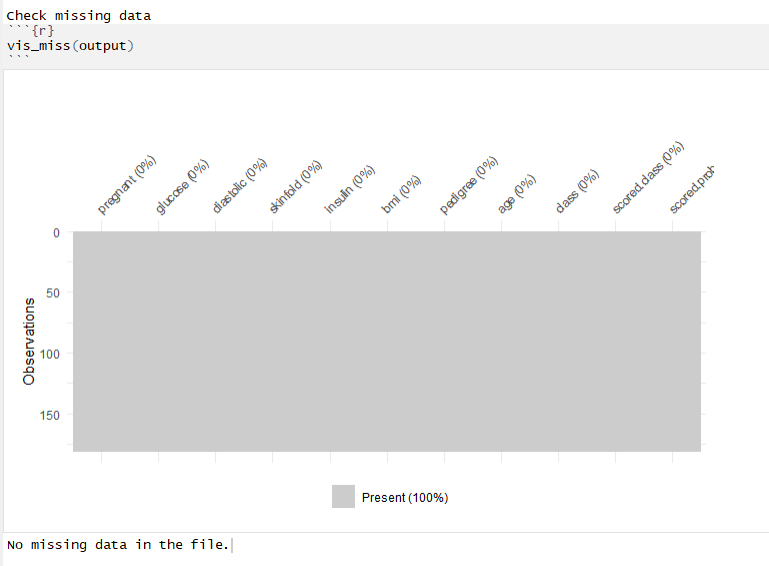 Check missing data
```{r}
vis_miss(output)
```
pregnant (0%)
glucose (0%)
diastolic (0%)
skinfold (0%)
insulin (0%)
bmi (0%)
pedigree (0%)
age (0%)
class (0%)
scored.class (0%)
scored.prob
0
50
100
150
Observations
Present (100%)
No missing data in the file.